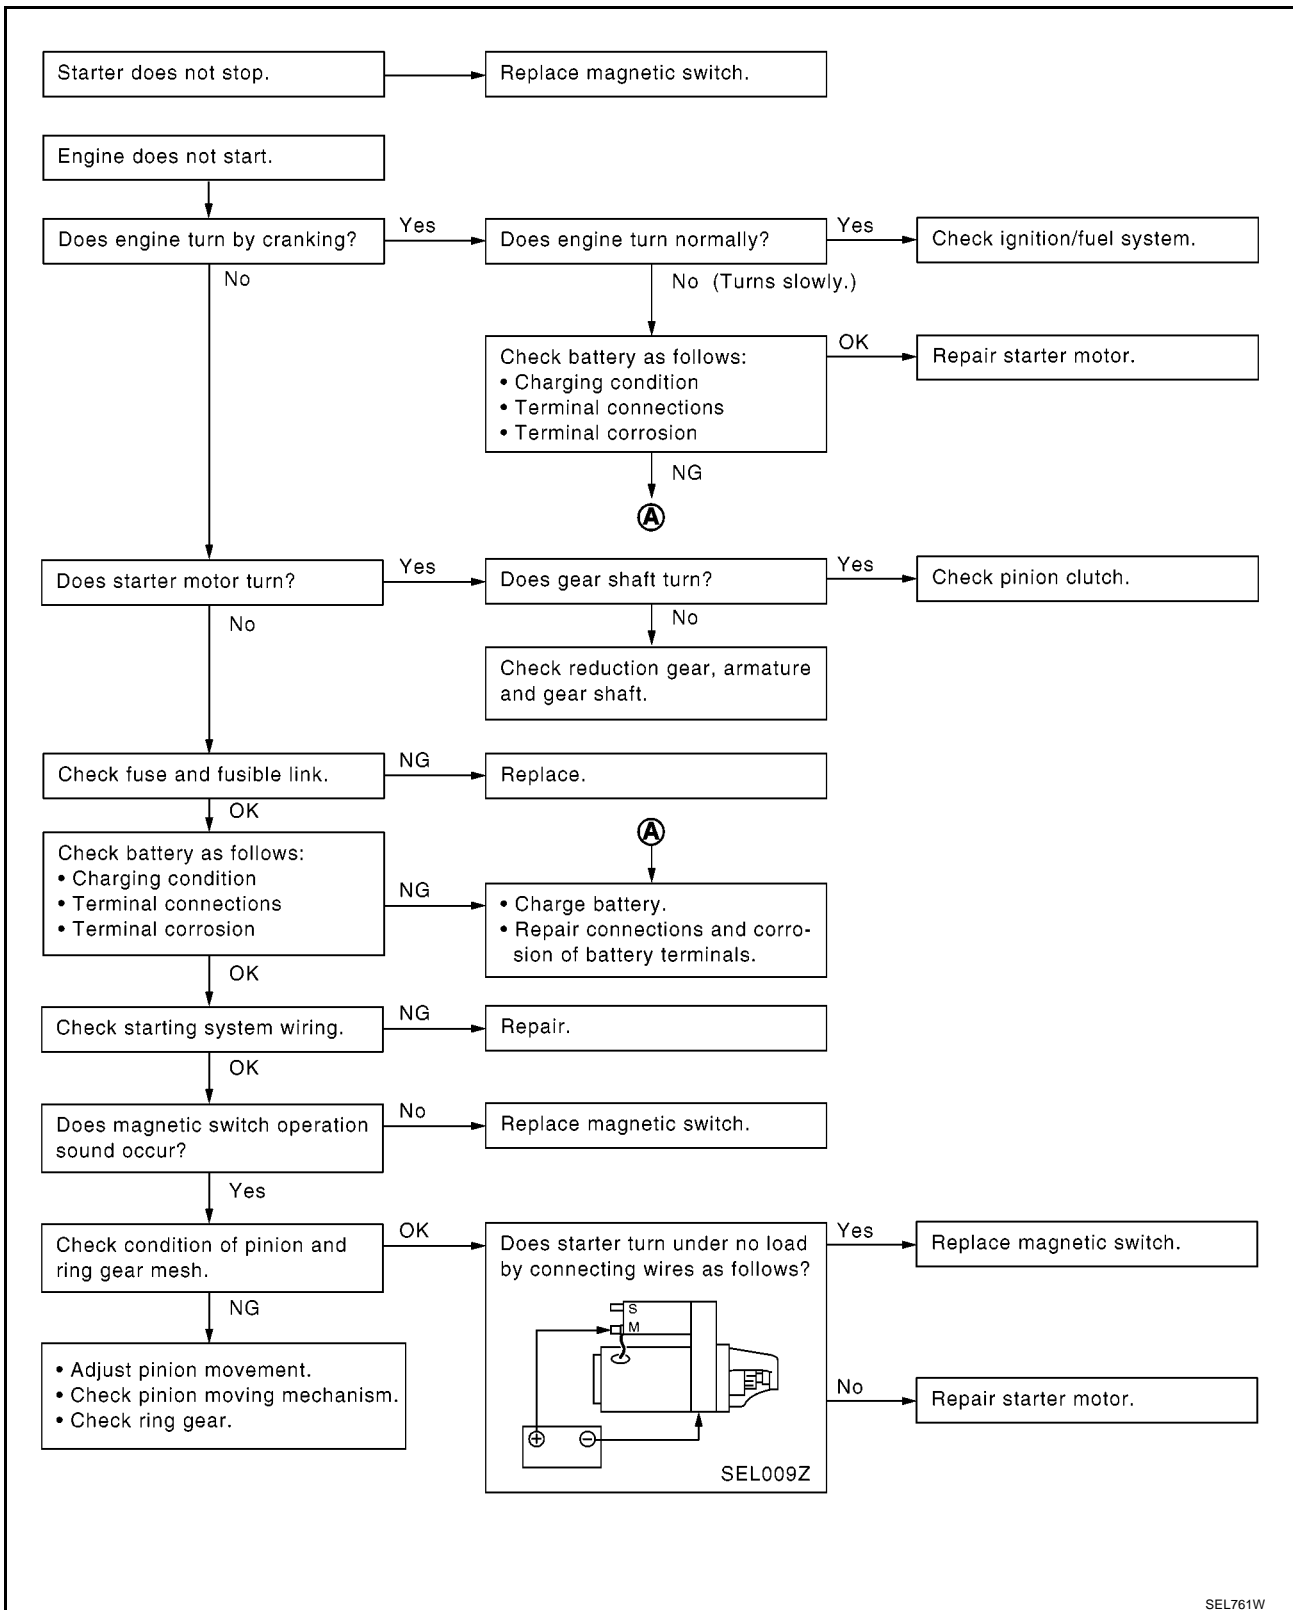 Starter does not stop.
Replace magnetic switch.
Engine does not start.
Does engine turn by cranking?
Yes
Does engine turn normally?
Yes
Check ignition/fuel system.
No
No (Turns slowly.)
Check battery as follows:
• Charging condition
• Terminal connections
• Terminal corrosion
OK
Repair starter motor.
NG
A
Does starter motor turn?
Yes
Does gear shaft turn?
Yes
Check pinion clutch.
No
No
Check reduction gear, armature
and gear shaft.
Check fuse and fusible link.
NG
Replace.
OK
A
Check battery as follows:
• Charging condition
• Terminal connections
• Terminal corrosion
NG
• Charge battery.
• Repair connections and corro-
sion of battery terminals.
OK
Check starting system wiring.
NG
Repair.
OK
Does magnetic switch operation
sound occur?
No
Replace magnetic switch.
Yes
Check condition of pinion and
ring gear mesh.
OK
Does starter turn under no load
by connecting wires as follows?
Yes
Replace magnetic switch.
S
M
+
−
SEL009Z
No
Repair starter motor.
NG
• Adjust pinion movement.
• Check pinion moving mechanism.
• Check ring gear.
SEL761W